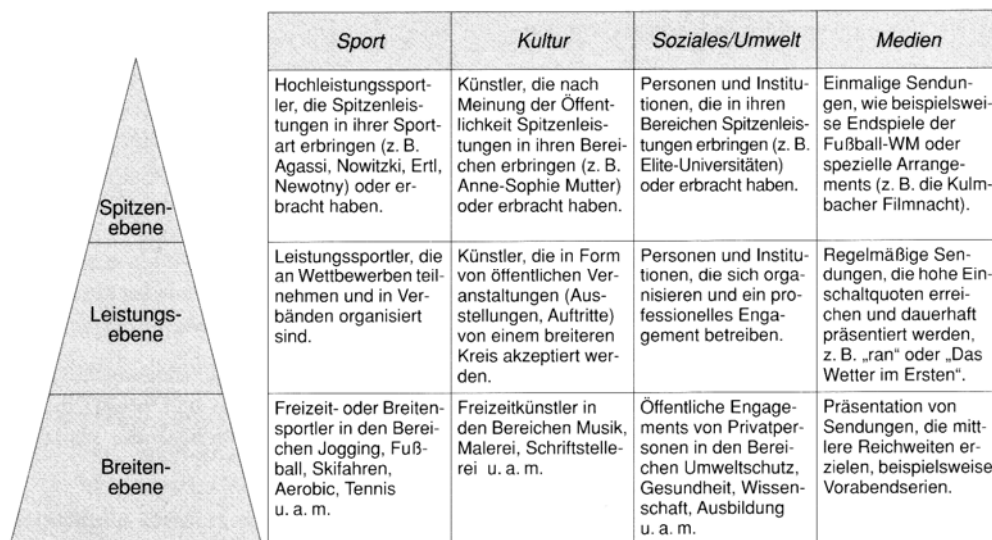 Sport
Kultur
Soziales/Umwelt
Medien
Spitzen-
ebene
Hochleistungssport-
ler, die Spitzenleis-
tungen in ihrer Sport-
art erbringen (z. B.
Agassi, Nowitzki, Ertl,
Newotny) oder er-
bracht haben.
Künstler, die nach
Meinung der Öffent-
lichkeit Spitzenleis-
tungen in ihren Berei-
chen erbringen (z. B.
Anne-Sophie Mutter)
oder erbracht haben.
Personen und Institu-
tionen, die in ihren
Bereichen Spitzenleis-
tungen erbringen (z. B.
Elite-Universitäten)
oder erbracht haben.
Einmalige Sendun-
gen, wie beispielswei-
se Endspiele der
Fußball-WM oder
spezielle Arrange-
ments (z. B. die Kulm-
bacher Filmnacht).
Leistungs-
ebene
Leistungssportler, die
an Wettbewerben teil-
nehmen und in Ver-
bänden organisiert
sind.
Künstler, die in Form
von öffentlichen Ver-
anstaltungen (Aus-
stellungen, Auftritte)
von einem breiteren
Kreis akzeptiert wer-
den.
Personen und Institu-
tionen, die sich orga-
nisieren und ein pro-
fessionelles Enga-
gement betreiben.
Regelmäßige Sen-
dungen, die hohe Ein-
schaltquoten errei-
chen und dauerhaft
präsentiert werden,
z. B. „ran“ oder „Das
Wetter im Ersten“.
Breiten-
ebene
Freizeit- oder Breiten-
sportler in den Berei-
chen Jogging, Fuß-
ball, Skifahren,
Aerobic, Tennis
u. a. m.
Freizeitkünstler in
den Bereichen Musik,
Malerei, Schriftstelle-
rei u. a. m.
Öffentliche Engage-
ments von Privatper-
sonen in den Berei-
chen Umweltschutz,
Gesundheit, Wissen-
schaft, Ausbildung
u. a. m.
Präsentation von
Sendungen, die mitt-
lere Reichweiten er-
zielen, beispielsweise
Vorabendserien.